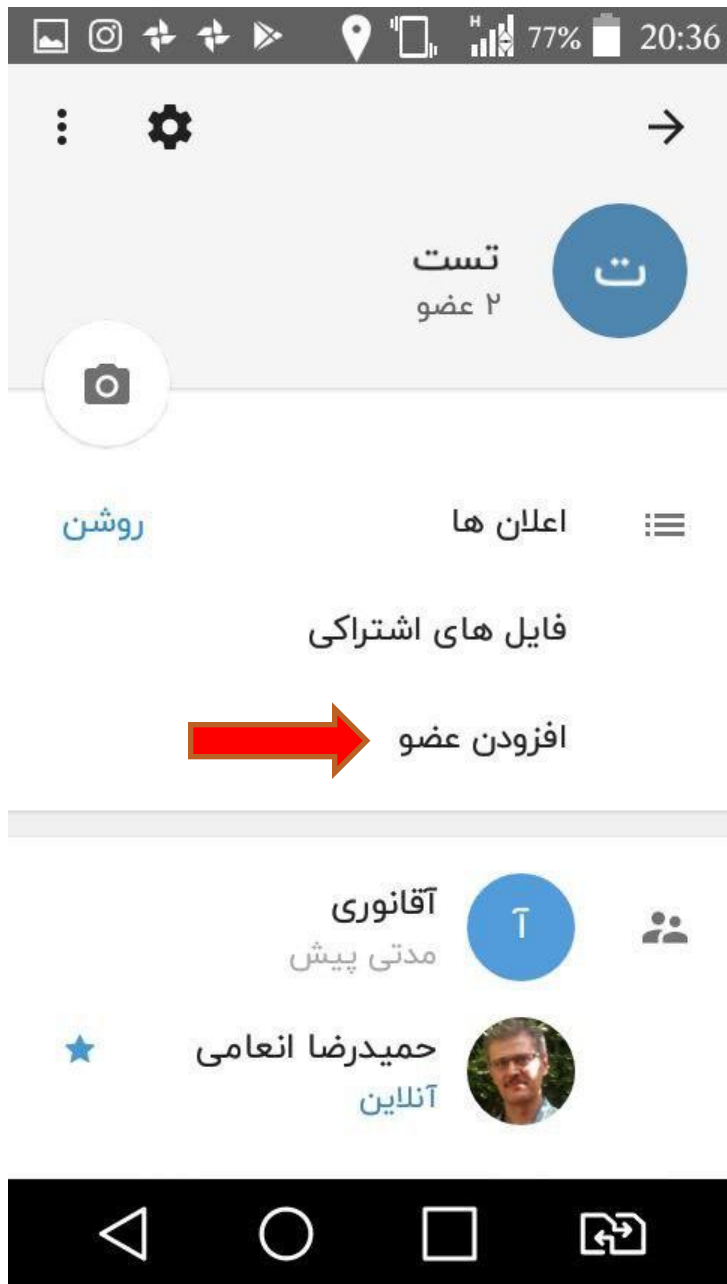 H 77% 20:36
ت
تست
۲ عضو
اعلان ها روشن
فایل های اشتراکی
افزودن عضو
آ
آقانوری
مدتی پیش
حمیدرضا انعامی
آنلاین